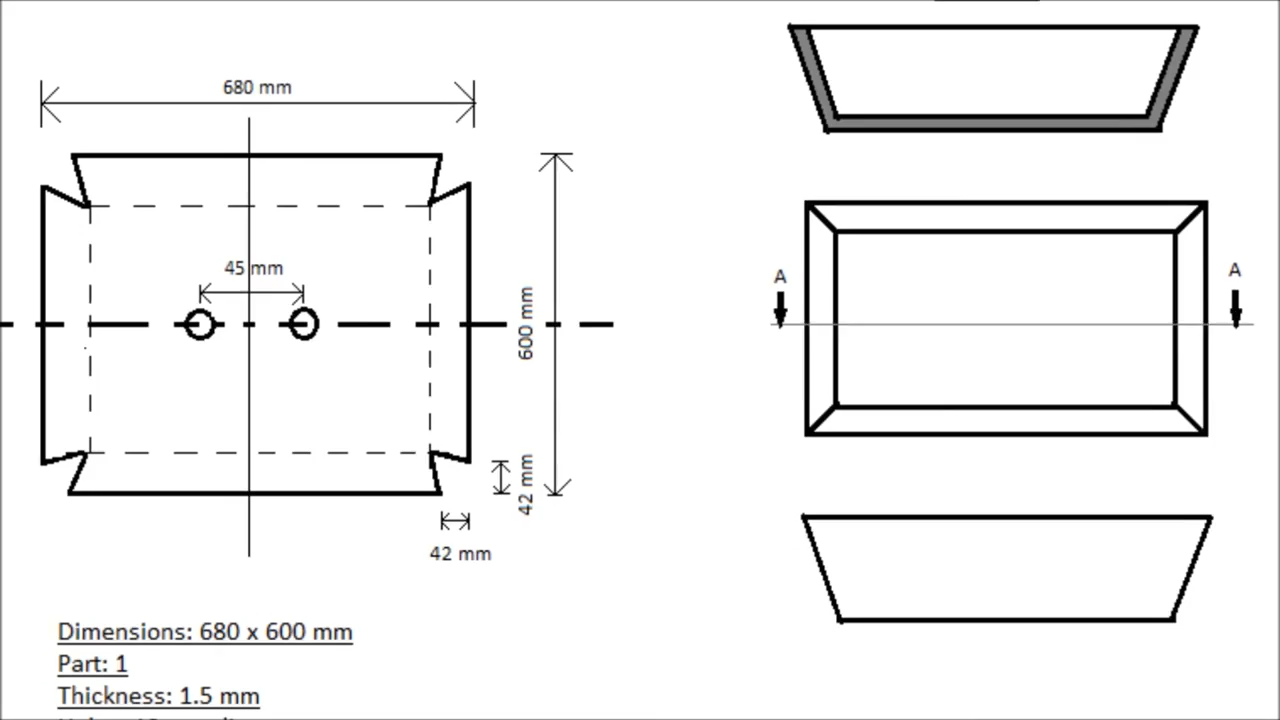 680 mm
45 mm
600 mm
42 mm
42 mm
A
A
Dimensions: 680 x 600 mm
Part: 1
Thickness: 1.5 mm